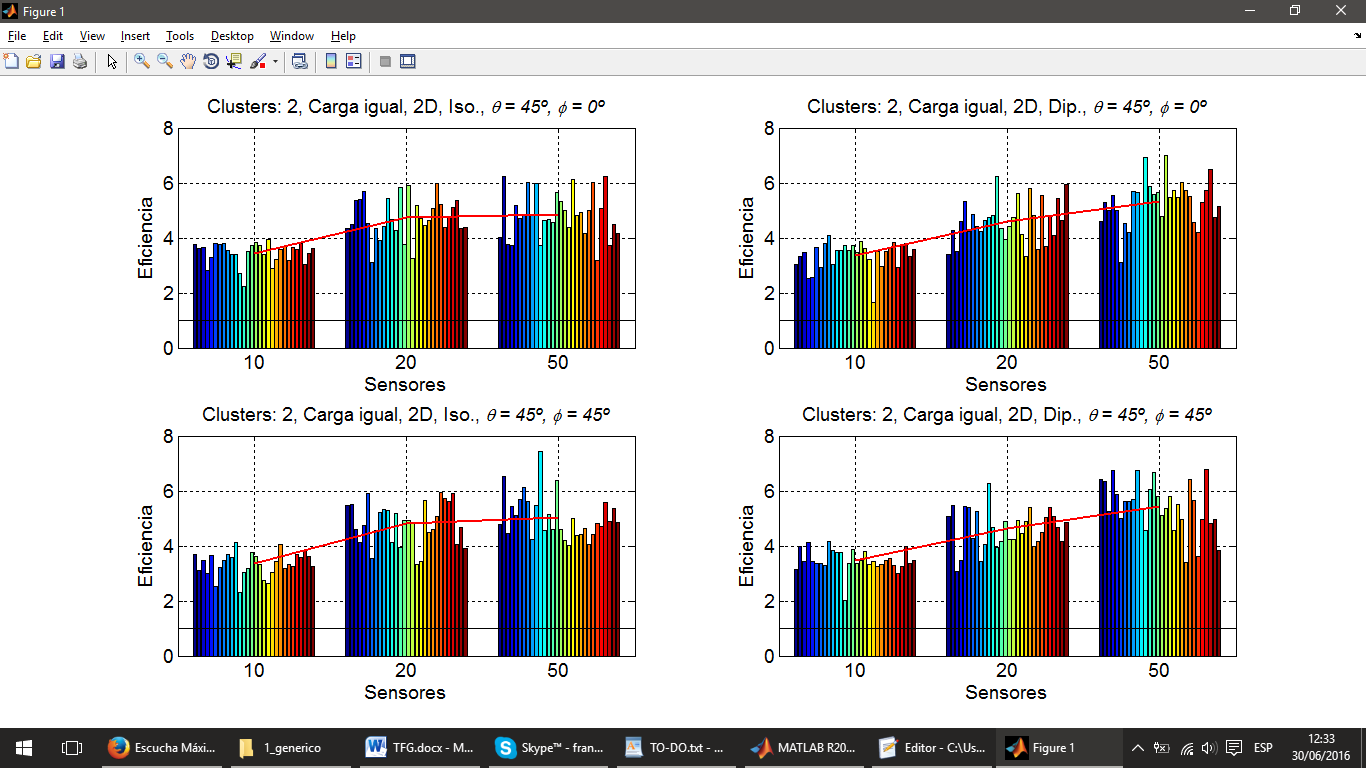 Figure 1
File Edit View Insert Tools Desktop Window Help
Clusters: 2, Carga igual, 2D, Iso., θ = 45º, ϕ = 0º
8
6
4
2
0
Eficiencia
10 20 50
Sensores
Clusters: 2, Carga igual, 2D, Dip., θ = 45º, ϕ = 0º
8
6
4
2
0
Eficiencia
10 20 50
Sensores
Clusters: 2, Carga igual, 2D, Iso., θ = 45º, ϕ = 45º
8
6
4
2
0
Eficiencia
10 20 50
Sensores
Clusters: 2, Carga igual, 2D, Dip., θ = 45º, ϕ = 45º
8
6
4
2
0
Eficiencia
10 20 50
Sensores
Escucha Máxi... 1_generico TFG.docx - M... Skype™ - fran... TO-DO.txt - ... MATLAB R20... Editor - C:\Us... Figure 1 ESP 12:33
30/06/2016